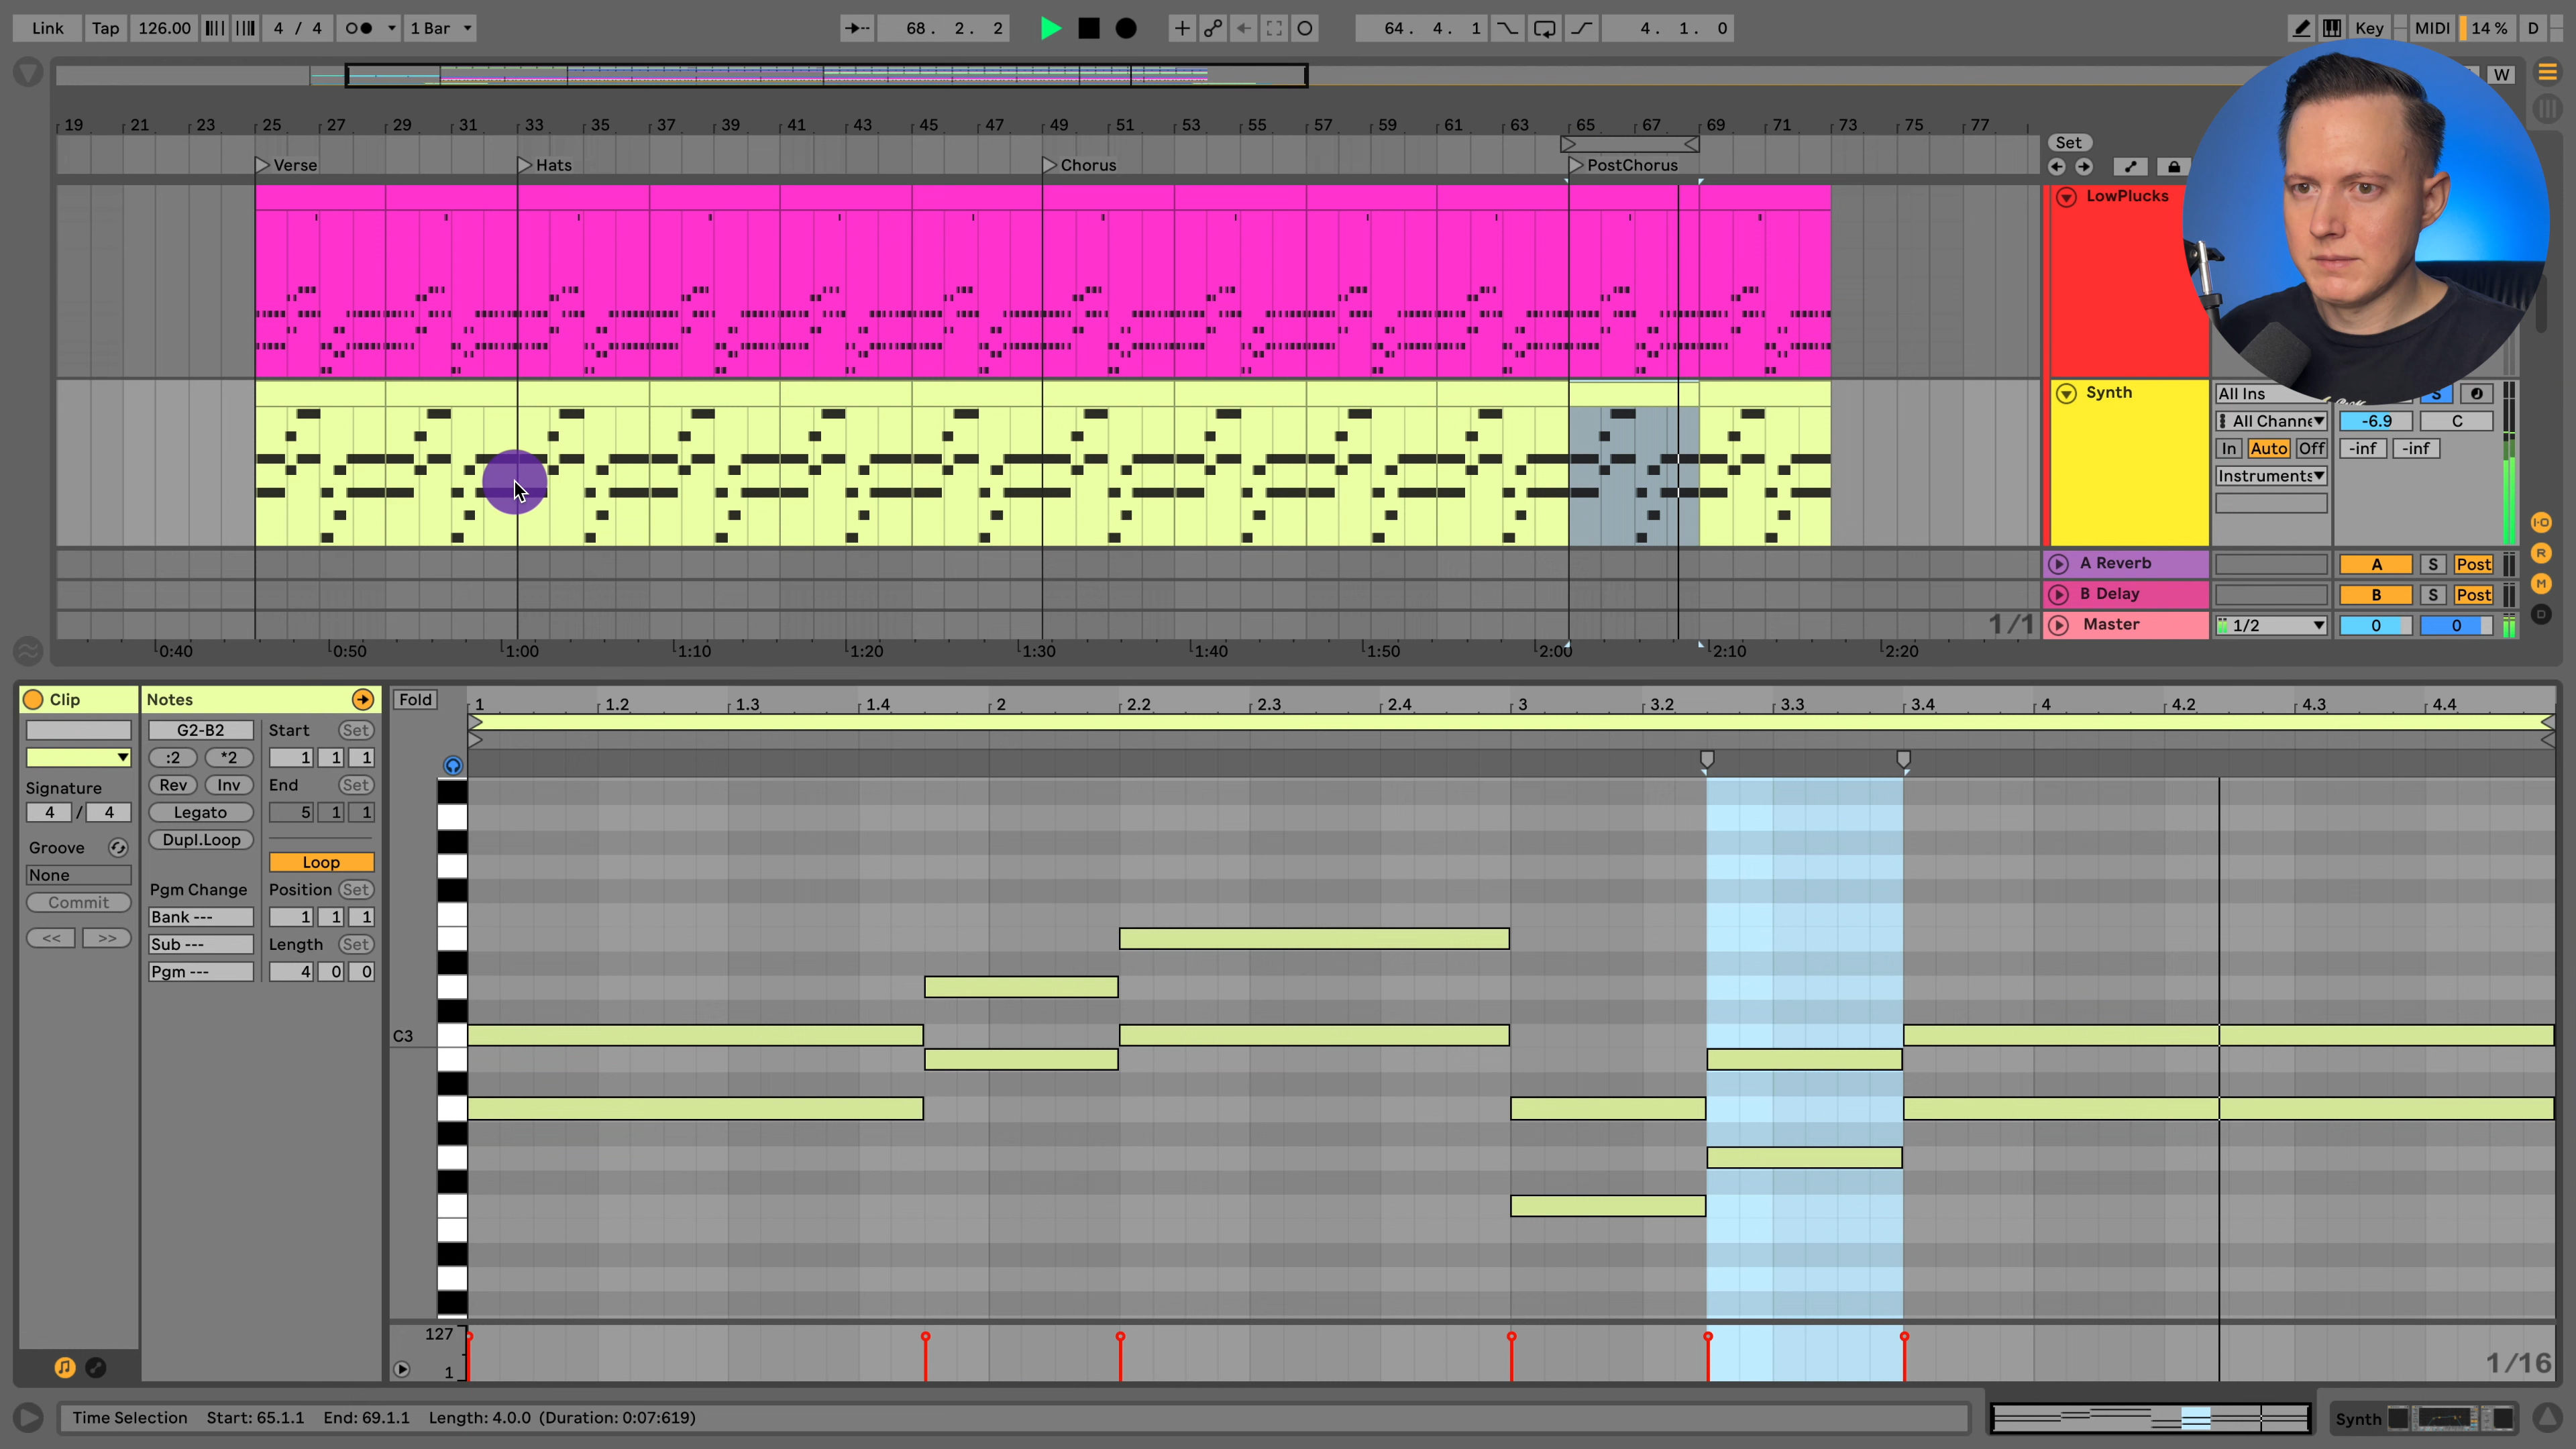 Link Tap 126.00 4 / 4 1 Bar 68. 2. 2 64. 4. 1 4. 1. 0 Key MIDI 14 % D
W
19 21 23 25 27 29 31 33 35 37 39 41 43 45 47 49 51 53 55 57 59 61 63 65 67 69 71 73 75 77
Set
Verse Hats Chorus PostChorus
LowPlucks
Synth All Ins S
All Channe -6.9 C
In Auto Off -inf -inf
Instruments
A Reverb A S Post
B Delay B S Post
1/1 Master 1/2 0 0
0:40 0:50 1:00 1:10 1:20 1:30 1:40 1:50 2:00 2:10 2:20
I·O
R
M
D
Clip Notes Fold 1 1.2 1.3 1.4 2 2.2 2.3 2.4 3 3.2 3.3 3.4 4 4.2 4.3 4.4
G2-B2 Start Set
:2 *2 1 1 1
Signature Rev Inv End Set
4 / 4 Legato 5 1 1
Groove Dupl.Loop
None Loop
Commit Pgm Change Position Set
<< >> Bank --- 1 1 1
Sub --- Length Set
Pgm --- 4 0 0
C3
127
1
1/16
Time Selection Start: 65.1.1 End: 69.1.1 Length: 4.0.0 (Duration: 0:07:619) Synth